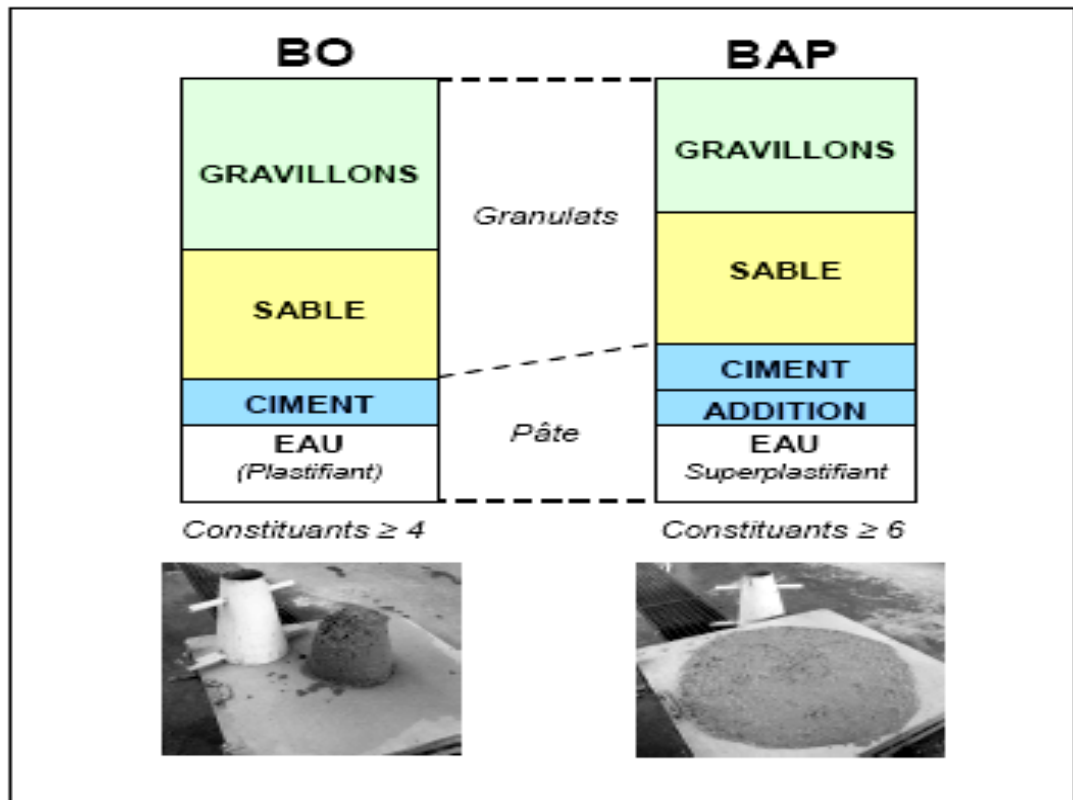 BO
BAP
GRAVILLONS
GRAVILLONS
Granulats
SABLE
SABLE
CIMENT
CIMENT
ADDITION
Pâte
EAU
(Plastifiant)
EAU
Superplastifiant
Constituants ≥ 4
Constituants ≥ 6